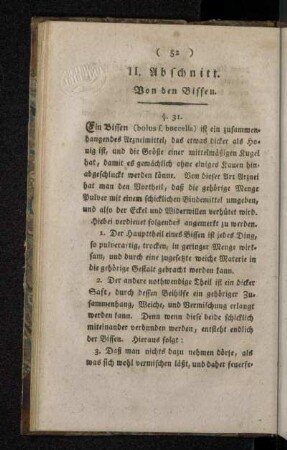 ( 52 )
II. Abschnitt.
Von den Bissen.
§. 31.
Ein Bissen (bolus s. buccella) ist ein zusammen-
hangendes Arzneimittel, das etwas dicker als Ho-
nig ist, und die Größe einer mittelmäßigen Kugel
hat, damit es gemächlich ohne einiges Kauen hin-
abgeschluckt werden könne. Von dieser Art Arznei
hat man den Vortheil, daß die gehörige Menge
Pulver mit einem schicklichen Bindemittel umgeben,
und also der Eckel und Widerwillen verhütet wird.
Hiebei verdienet folgendes angemerkt zu werden.
1. Der Haupttheil eines Bissen ist jedes Ding,
so pulverartig, trocken, in geringer Menge wirk-
sam, und durch eine zugesetzte weiche Materie in
die gehörige Gestalt gebracht werden kann.
2. Der andere nothwendige Theil ist ein dicker
Saft, durch dessen Beihilfe ein gehöriger Zu-
sammenhang, Weiche, und Vermischung erlangt
werden kann. Denn wenn diese beide schicklich
miteinander verbunden werden, entsteht endlich
der Bissen. Hieraus folgt:
3. Daß man nichts dazu nehmen dörfe, als
was sich wohl vermischen läßt, und daher feuerfe-